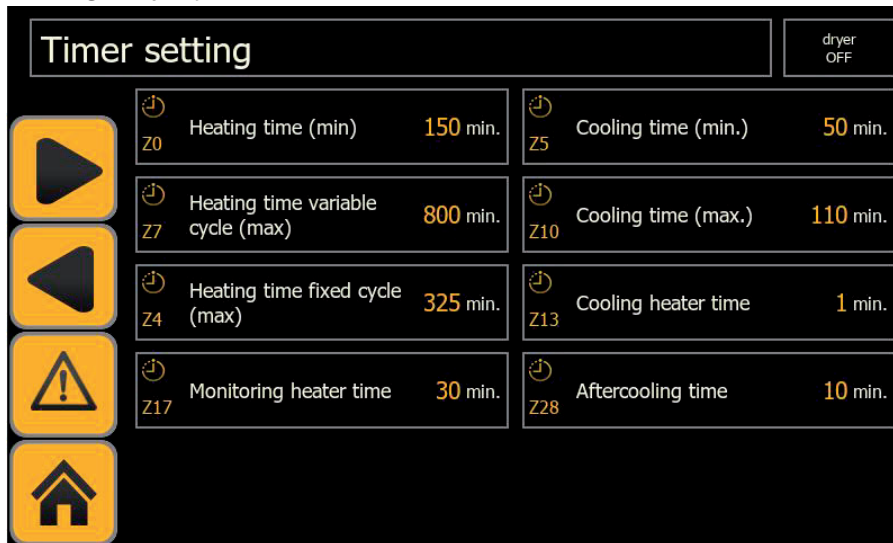 Timer setting
dryer
OFF
Z0
Heating time (min)
150 min.
Z5
Cooling time (min.)
50 min.
Z7
Heating time variable
cycle (max)
800 min.
Z10
Cooling time (max.)
110 min.
Z4
Heating time fixed cycle
(max)
325 min.
Z13
Cooling heater time
1 min.
Z17
Monitoring heater time
30 min.
Z28
Aftercooling time
10 min.